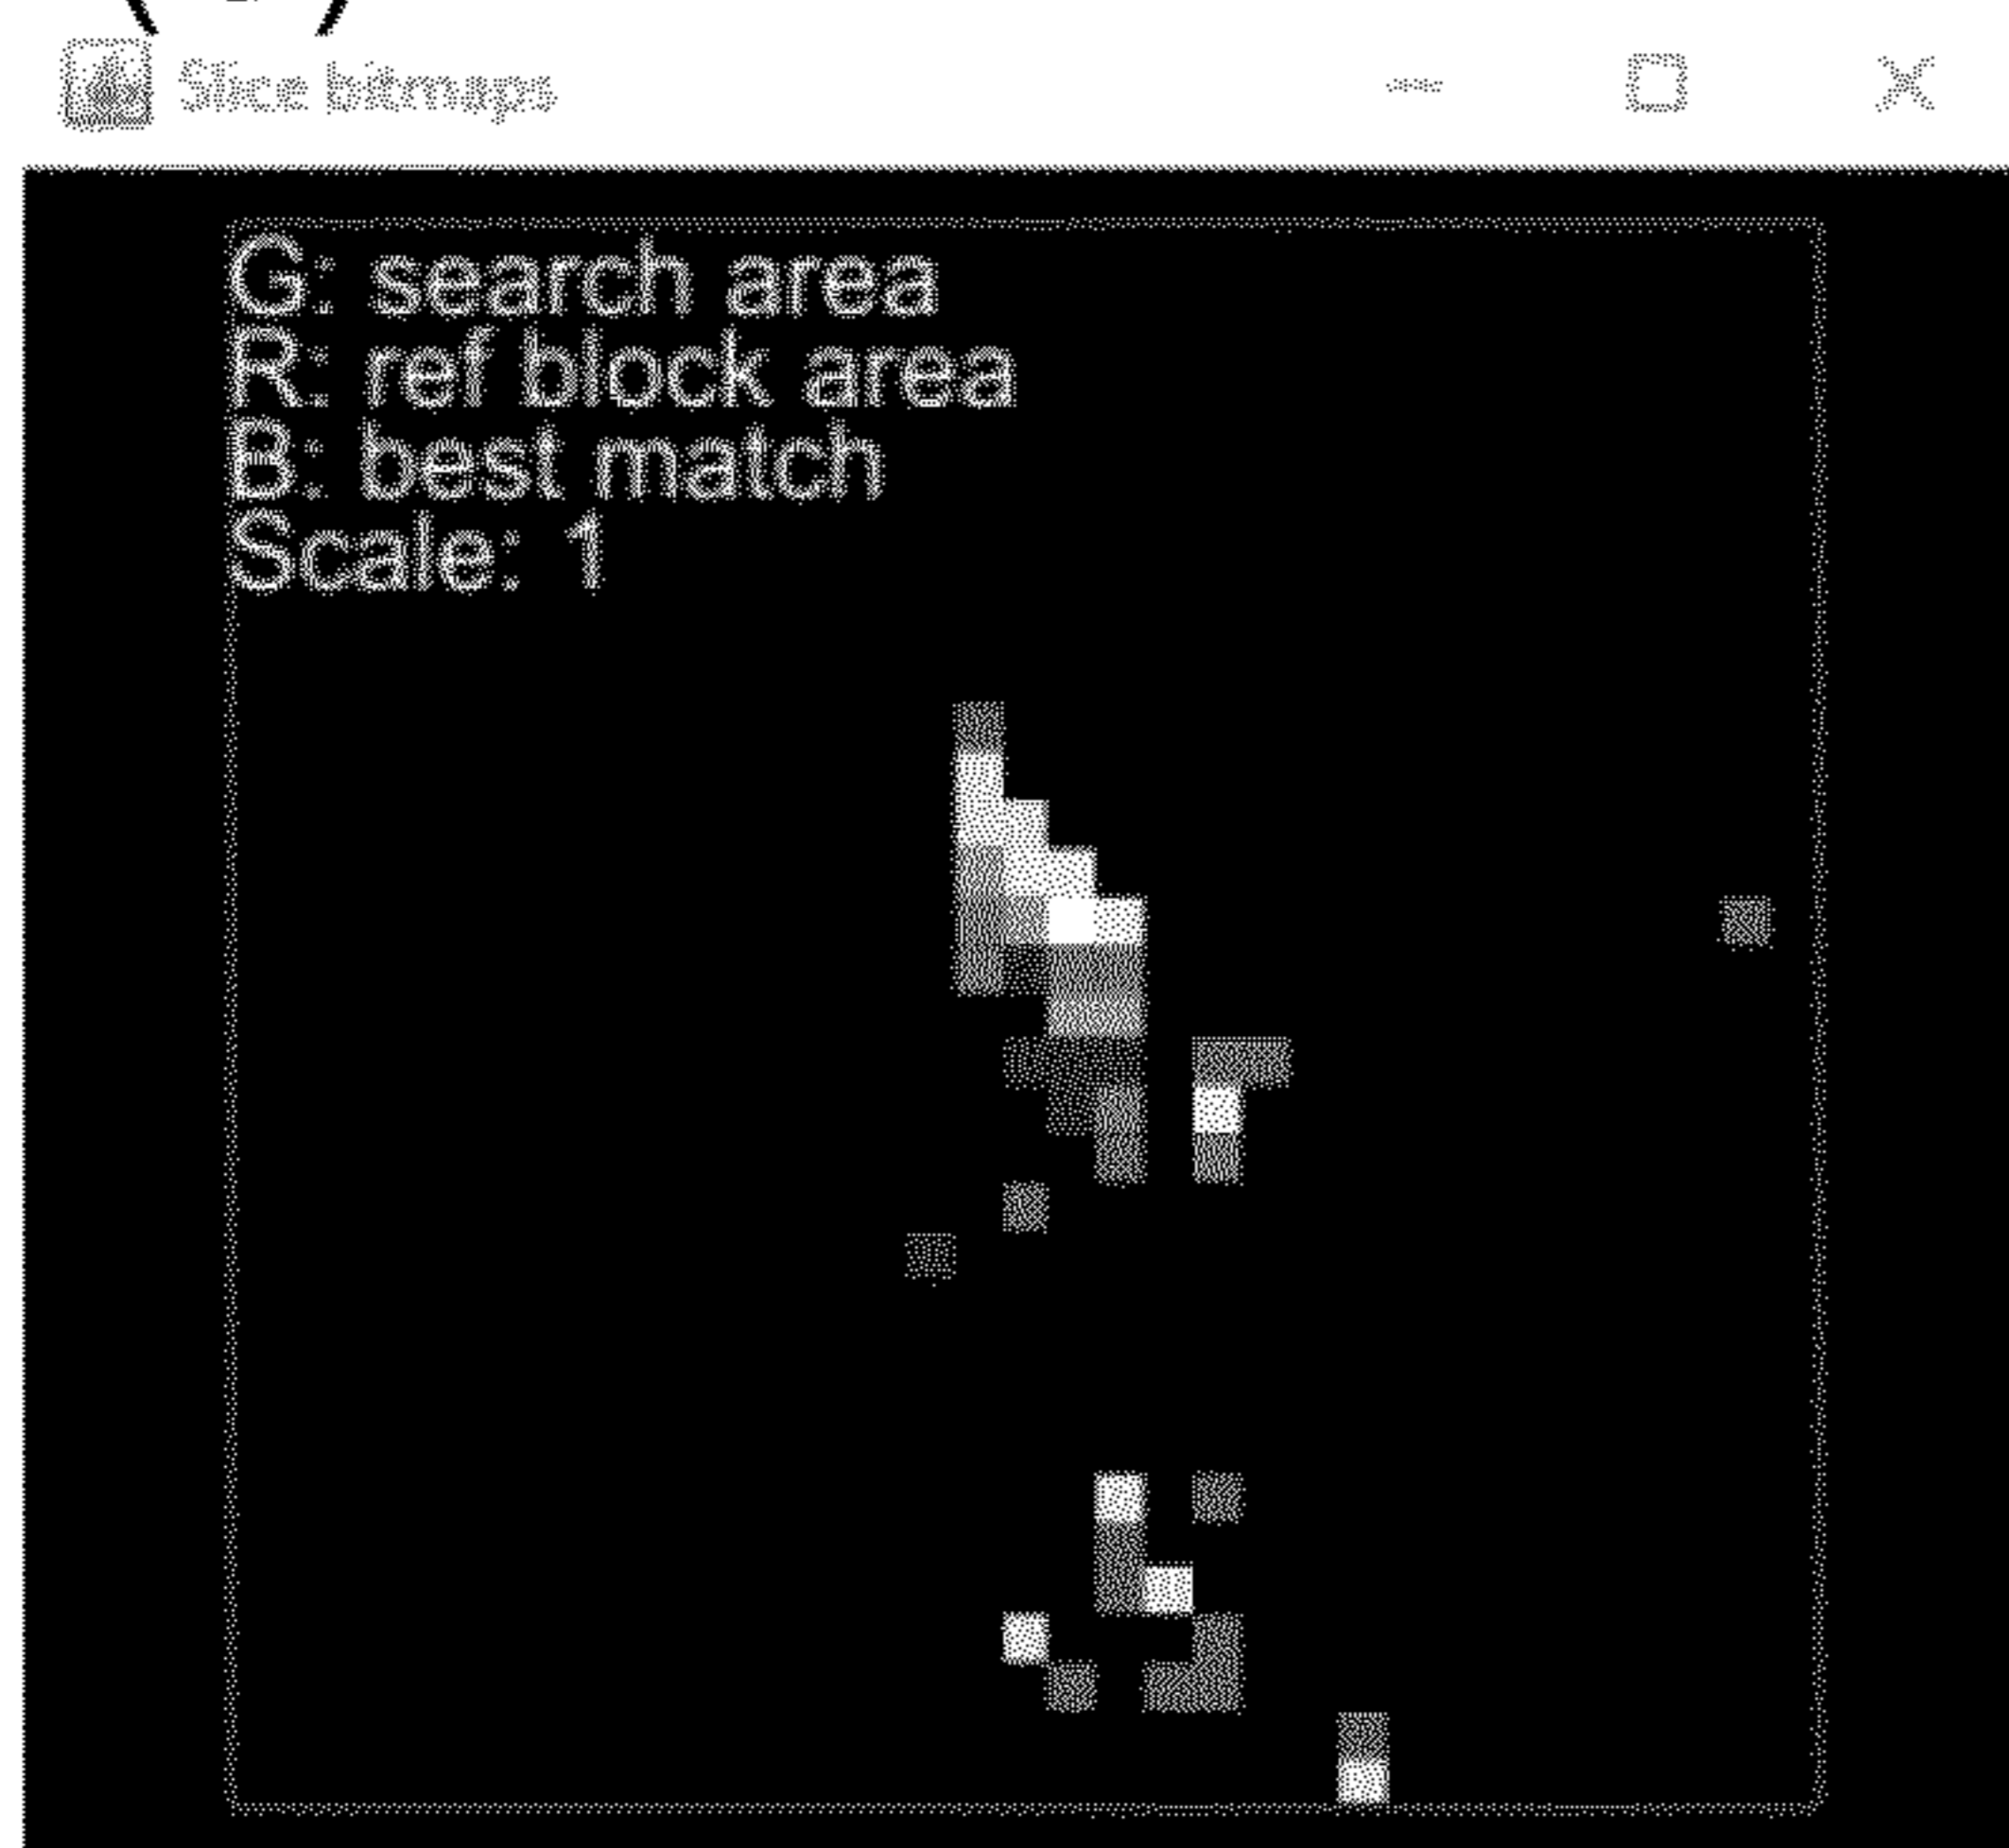 Slice bitmaps
G: search area
R: ref block area
B: best match
Scale: 1